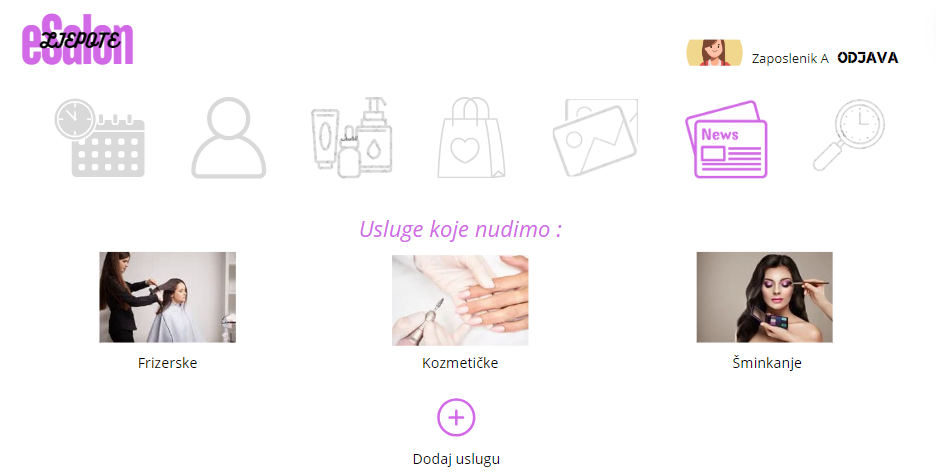 eSalon
LJEPOTE
Zaposlenik A ODJAVA
News
Usluge koje nudimo :
Frizerske Kozmetičke Šminkanje
Dodaj uslugu